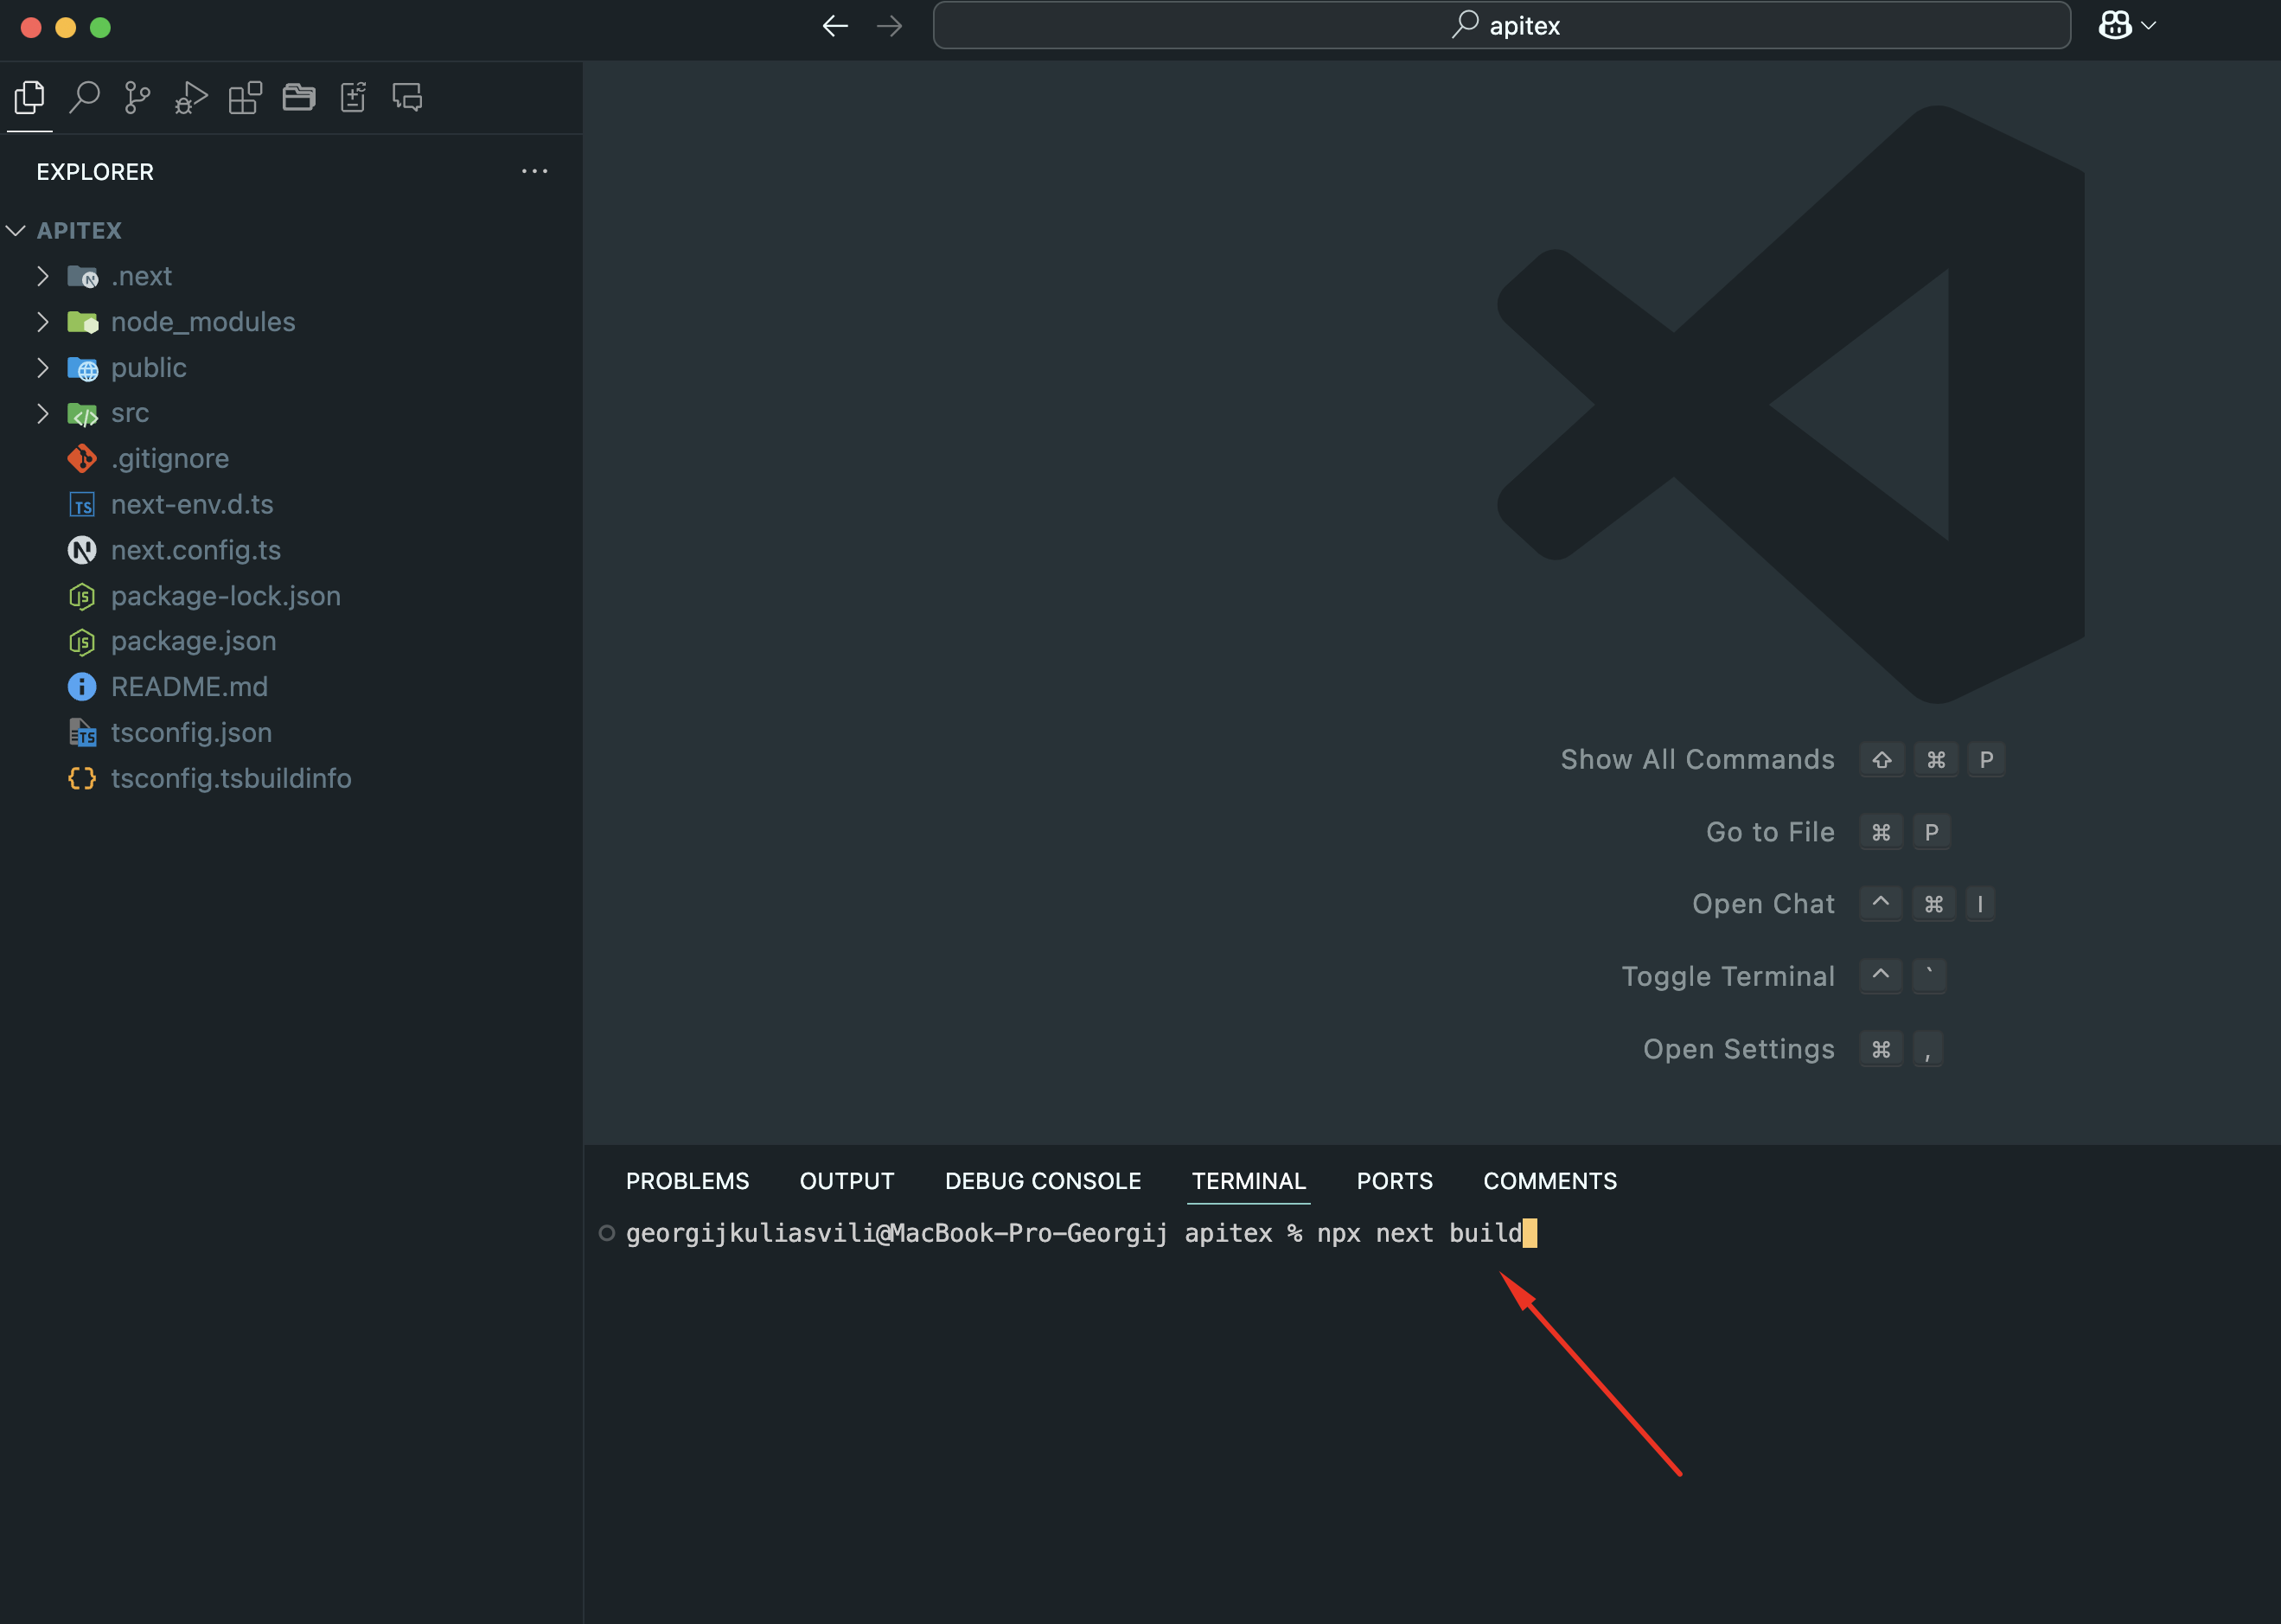 apitex
EXPLORER
APITEX
.next
node_modules
public
src
.gitignore
next-env.d.ts
next.config.ts
package-lock.json
package.json
README.md
tsconfig.json
tsconfig.tsbuildinfo
Show All Commands ⇧ ⌘ P
Go to File ⌘ P
Open Chat ^ ⌘ I
Toggle Terminal ^ `
Open Settings ⌘ ,
PROBLEMS OUTPUT DEBUG CONSOLE TERMINAL PORTS COMMENTS
georgijkuliasvili@MacBook-Pro-Georgij apitex % npx next build